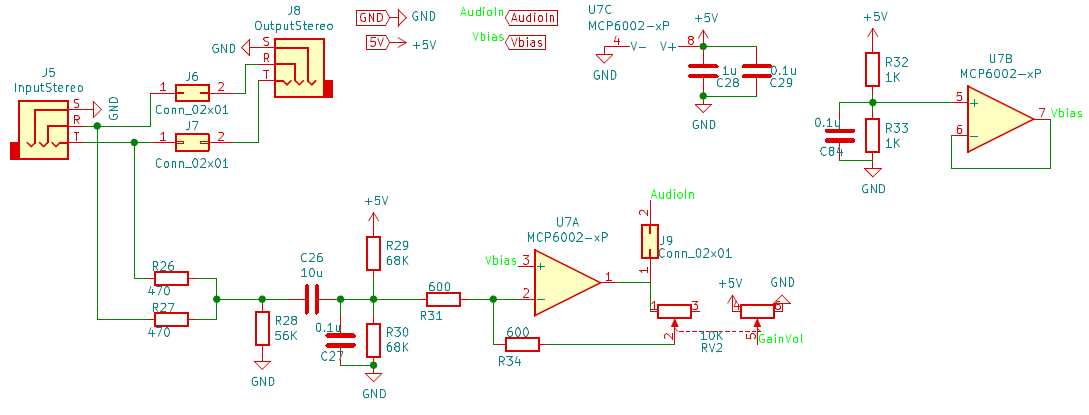 J8
OutputStereo
GND
S
R
T
GND
GND
5V
+5V
AudioIn
AudioIn
Vbias
Vbias
U7C
MCP6002-xP
+5V
4
V-
V+
8
GND
1u
C28
0.1u
C29
GND
+5V
R32
1K
0.1u
C84
R33
1K
GND
U7B
MCP6002-xP
5
+
6
-
7
Vbias
J5
InputStereo
S
R
T
GND
J6
1
2
Conn_02x01
J7
1
2
Conn_02x01
R26
470
R27
470
R28
56K
GND
C26
10u
0.1u
C27
+5V
R29
68K
R30
68K
GND
600
R31
Vbias
3
+
2
-
U7A
MCP6002-xP
1
600
R34
AudioIn
2
J9
Conn_02x01
1
1
3
2
10K
RV2
+5V
GND
4
6
5
GainVol